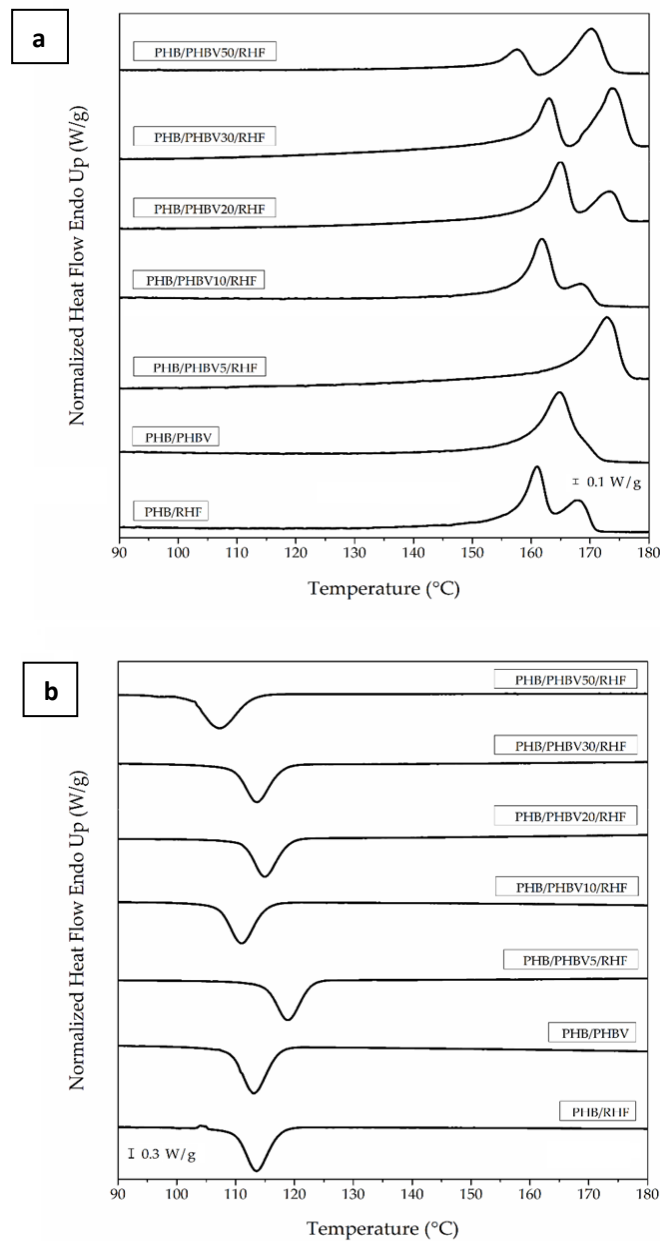 a
Normalized Heat Flow Endo Up (W/g)
PHB/PHBV50/RHF
PHB/PHBV30/RHF
PHB/PHBV20/RHF
PHB/PHBV10/RHF
PHB/PHBV5/RHF
PHB/PHBV
0.1 W/g
PHB/RHF
90 100 110 120 130 140 150 160 170 180
Temperature (°C)
b
Normalized Heat Flow Endo Up (W/g)
PHB/PHBV50/RHF
PHB/PHBV30/RHF
PHB/PHBV20/RHF
PHB/PHBV10/RHF
PHB/PHBV5/RHF
PHB/PHBV
PHB/RHF
0.3 W/g
90 100 110 120 130 140 150 160 170 180
Temperature (°C)